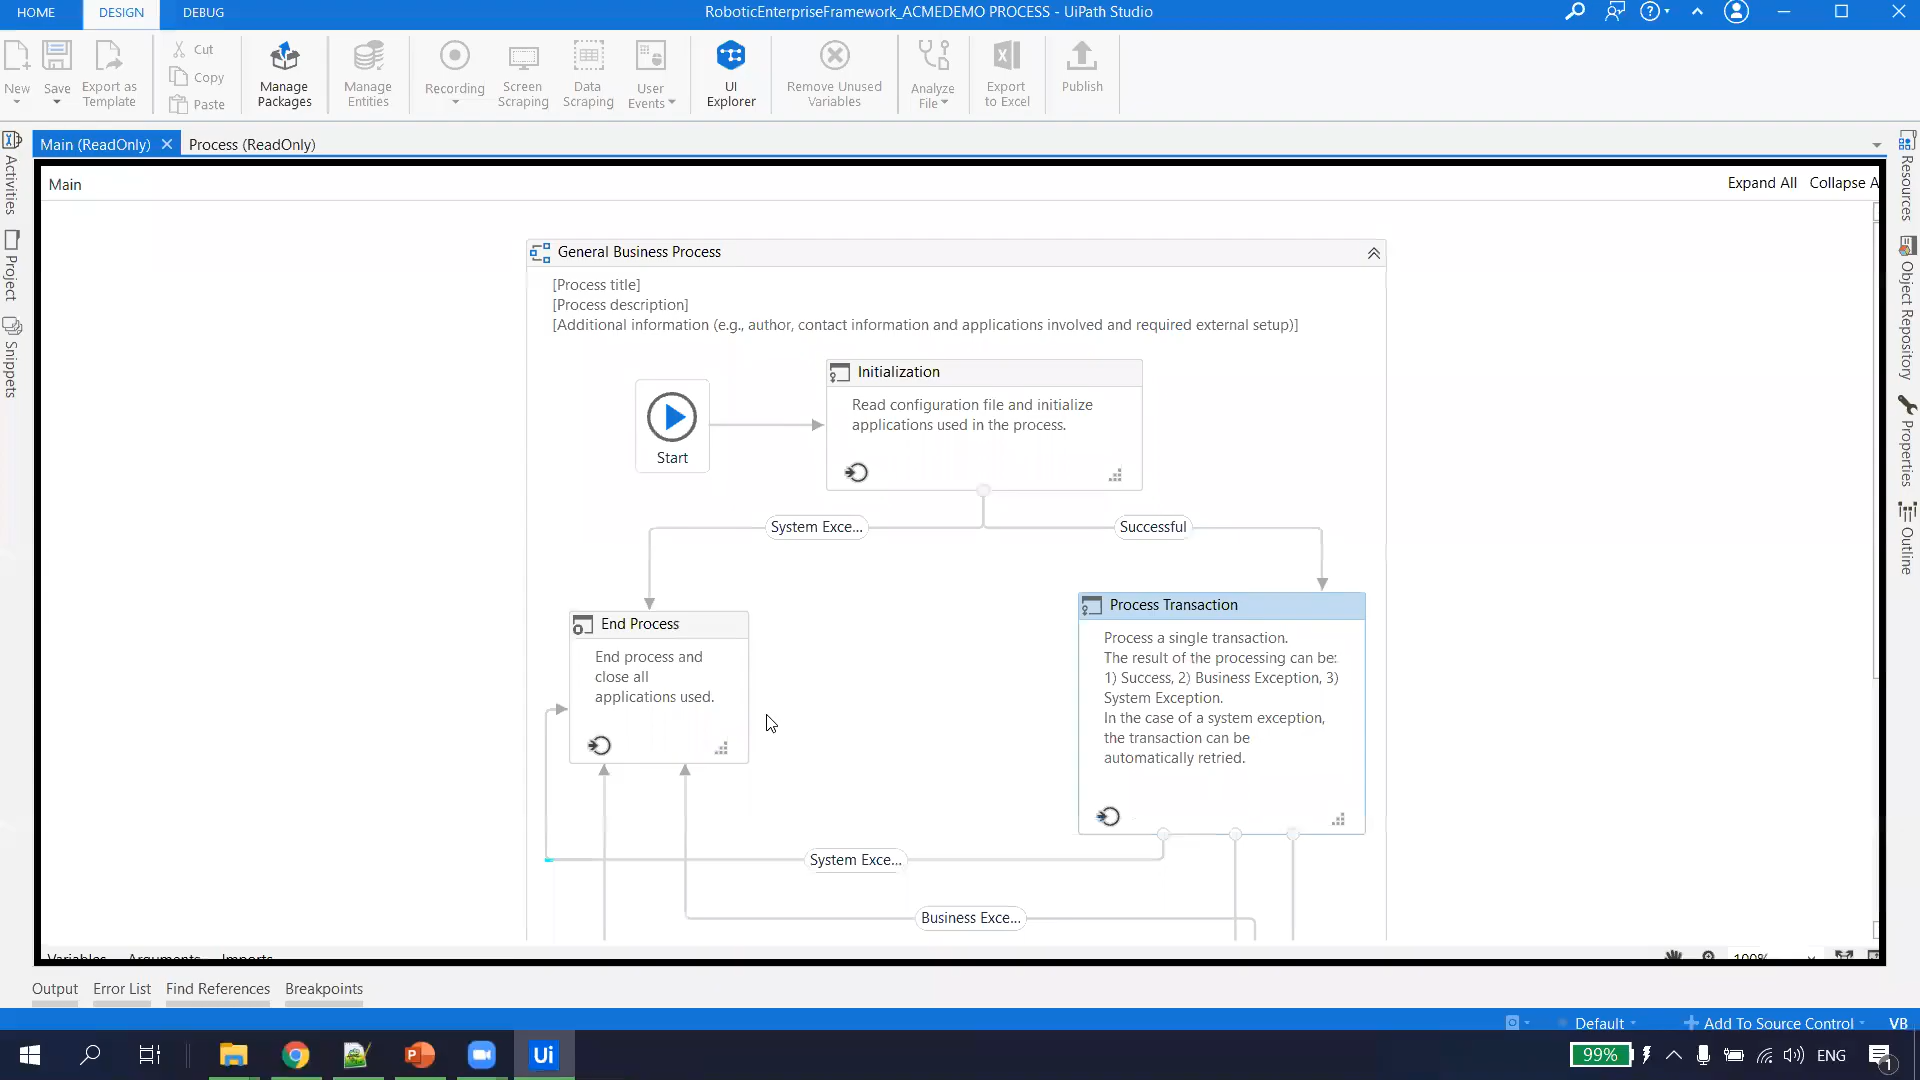 HOME
DESIGN
DEBUG
RoboticEnterpriseFramework_ACMEDEMO PROCESS - UiPath Studio
New
Save
Export as
Template
Cut
Copy
Paste
Manage
Packages
Manage
Entities
Recording
Screen
Scraping
Data
Scraping
User
Events
UI
Explorer
Remove Unused
Variables
Analyze
File
Export
to Excel
Publish
Main (ReadOnly)
Process (ReadOnly)
Activities
Project
Snippets
Resources
Object Repository
Properties
Outline
Main
Expand All
Collapse A
General Business Process
[Process title]
[Process description]
[Additional information (e.g., author, contact information and applications involved and required external setup)]
Start
Initialization
Read configuration file and initialize
applications used in the process.
System Exce...
Successful
End Process
End process and
close all
applications used.
Process Transaction
Process a single transaction.
The result of the processing can be:
1) Success, 2) Business Exception, 3)
System Exception.
In the case of a system exception,
the transaction can be
automatically retried.
System Exce...
Business Exce...
Variables
Arguments
Imports
100%
Output
Error List
Find References
Breakpoints
Default
Add To Source Control
VB
Ui
99%
ENG
1